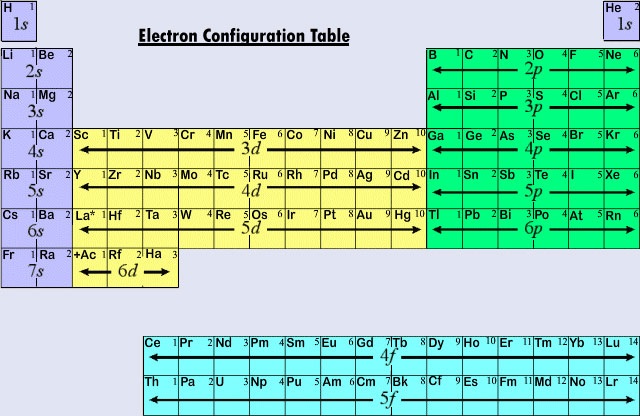 H 1 He 2
1s 1s
Electron Configuration Table
Li 1 Be 2 B 1 C 2 N 3 O 4 F 5 Ne 6
2s 2p
Na 1 Mg 2 Al 1 Si 2 P 3 S 4 Cl 5 Ar 6
3s 3p
K 1 Ca 2 Sc 1 Ti 2 V 3 Cr 4 Mn 5 Fe 6 Co 7 Ni 8 Cu 9 Zn 10 Ga 1 Ge 2 As 3 Se 4 Br 5 Kr 6
4s 3d 4p
Rb 1 Sr 2 Y 1 Zr 2 Nb 3 Mo 4 Tc 5 Ru 6 Rh 7 Pd 8 Ag 9 Cd 10 In 1 Sn 2 Sb 3 Te 4 I 5 Xe 6
5s 4d 5p
Cs 1 Ba 2 La* 1 Hf 2 Ta 3 W 4 Re 5 Os 6 Ir 7 Pt 8 Au 9 Hg 10 Tl 1 Pb 2 Bi 3 Po 4 At 5 Rn 6
6s 5d 6p
Fr 1 Ra 2 +Ac 1 Rf 2 Ha 3
7s 6d
Ce 1 Pr 2 Nd 3 Pm 4 Sm 5 Eu 6 Gd 7 Tb 8 Dy 9 Ho 10 Er 11 Tm 12 Yb 13 Lu 14
4f
Th 1 Pa 2 U 3 Np 4 Pu 5 Am 6 Cm 7 Bk 8 Cf 9 Es 10 Fm 11 Md 12 No 13 Lr 14
5f